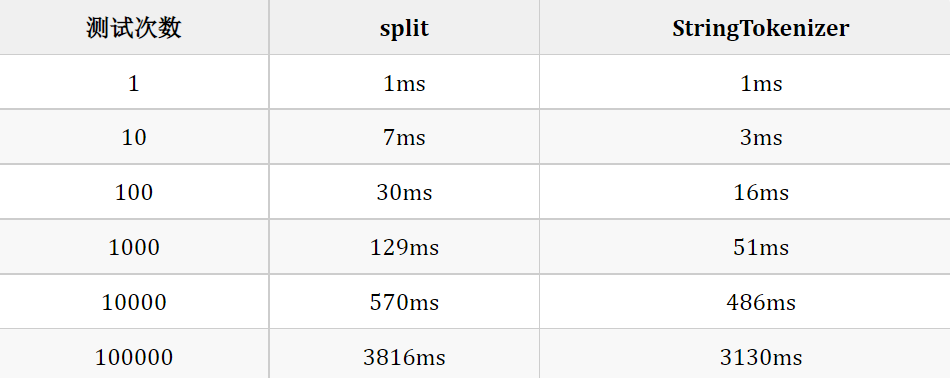 测试次数 split StringTokenizer
1 1ms 1ms
10 7ms 3ms
100 30ms 16ms
1000 129ms 51ms
10000 570ms 486ms
100000 3816ms 3130ms